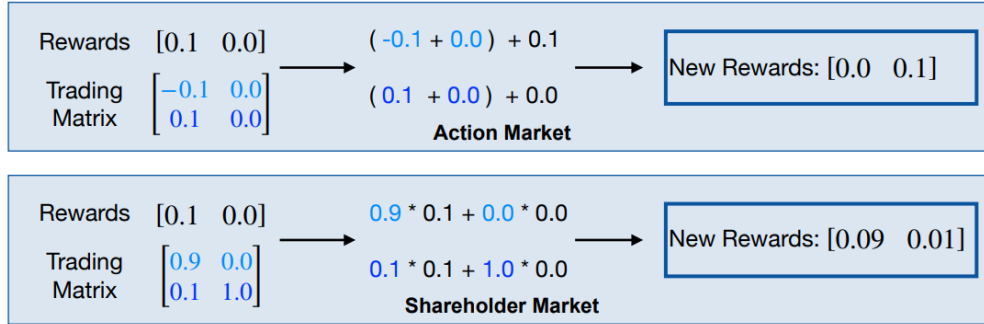 Rewards [0.1 0.0]
Trading Matrix [−0.1 0.0
0.1 0.0]
(-0.1 + 0.0) + 0.1
(0.1 + 0.0) + 0.0
Action Market
New Rewards: [0.0 0.1]
Rewards [0.1 0.0]
Trading Matrix [0.9 0.0
0.1 1.0]
0.9 * 0.1 + 0.0 * 0.0
0.1 * 0.1 + 1.0 * 0.0
Shareholder Market
New Rewards: [0.09 0.01]